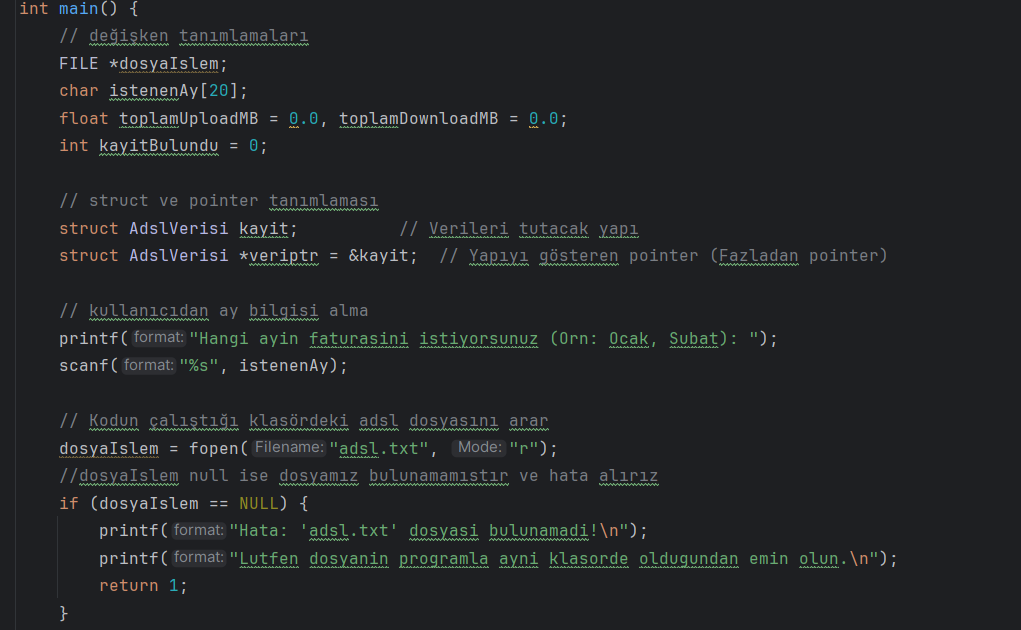 int main() {
// değişken tanımlamaları
FILE *dosyaIslem;
char istenenAy[20];
float toplamUploadMB = 0.0, toplamDownloadMB = 0.0;
int kayitBulundu = 0;
// struct ve pointer tanımlaması
struct AdslVerisi kayit;          // Verileri tutacak yapı
struct AdslVerisi *veriptr = &kayit;  // Yapıyı gösteren pointer (Fazladan pointer)
// kullanıcıdan ay bilgisi alma
printf( format: "Hangi ayin faturasini istiyorsunuz (Orn: Ocak, Subat): ");
scanf( format: "%s", istenenAy);
// Kodun çalıştığı klasördeki adsl dosyasını arar
dosyaIslem = fopen( Filename: "adsl.txt", Mode: "r");
//dosyaIslem null ise dosyamız bulunamamıstır ve hata alırız
if (dosyaIslem == NULL) {
printf( format: "Hata: 'adsl.txt' dosyasi bulunamadi!\n");
printf( format: "Lutfen dosyanin programla ayni klasorde oldugundan emin olun.\n");
return 1;
}